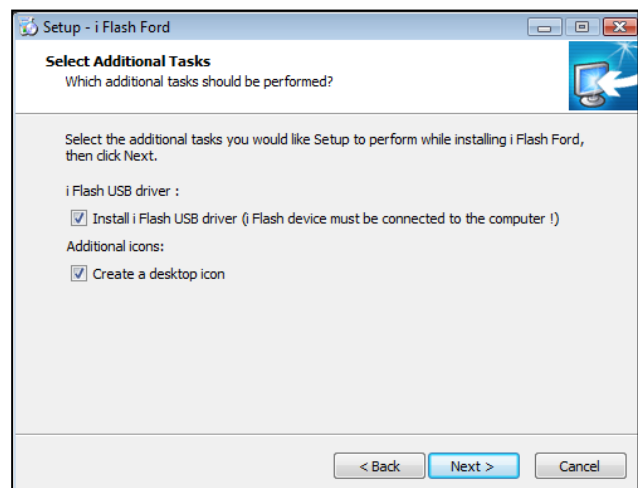 Setup - i Flash Ford
Select Additional Tasks
Which additional tasks should be performed?
Select the additional tasks you would like Setup to perform while installing i Flash Ford,
then click Next.
i Flash USB driver :
Install i Flash USB driver (i Flash device must be connected to the computer !)
Additional icons:
Create a desktop icon
< Back Next > Cancel